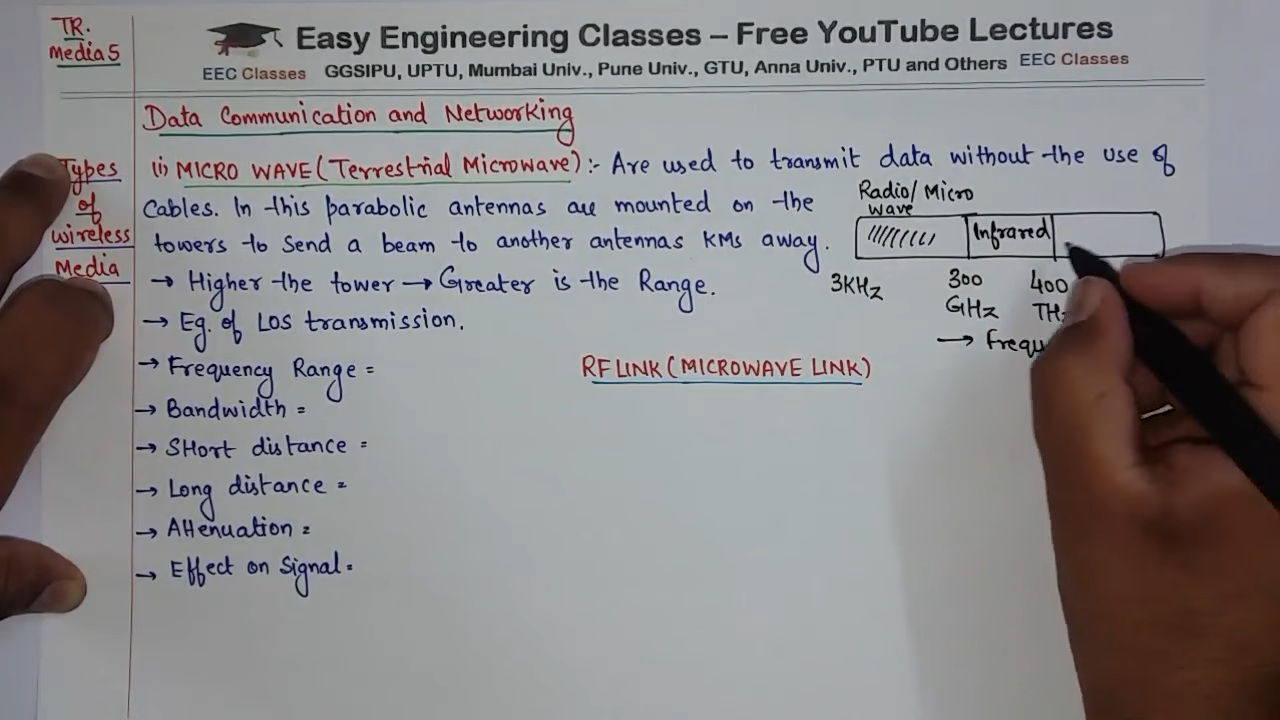 TR.
media 5
Easy Engineering Classes – Free YouTube Lectures
EEC Classes GGSIPU, UPTU, Mumbai Univ., Pune Univ., GTU, Anna Univ., PTU and Others EEC Classes
Data Communication and Networking
Types
of
wireless
Media
(ii) MICRO WAVE (Terrestrial Microwave) :- Are used to transmit data without the use of
Cables. In this parabolic antennas are mounted on the
towers to send a beam to another antennas KMs away.
→ Higher the tower → Greater is the Range.
→ Eg. of LOS transmission.
→ Frequency Range =
→ Bandwidth =
→ SHort distance =
→ Long distance =
→ Attenuation =
→ Effect on Signal =
Radio/Micro
wave
Infrared
3KHz 300 400
GHz THz
→ Frequ
RF LINK (MICROWAVE LINK)